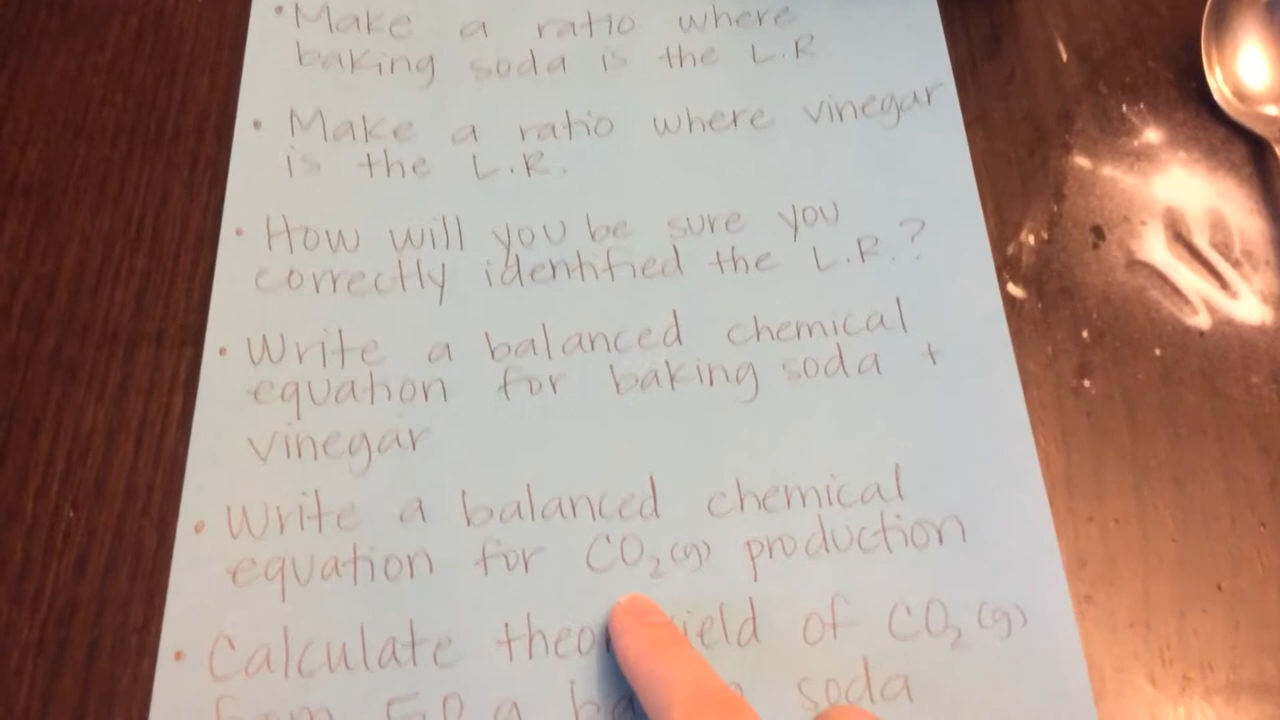 • Make a ratio where
baking soda is the L.R
• Make a ratio where vinegar
is the L.R.
• How will you be sure you
correctly identified the L.R.?
• Write a balanced chemical
equation for baking soda +
vinegar
• Write a balanced chemical
equation for CO₂(g) production
• Calculate of CO₂(g)
soda